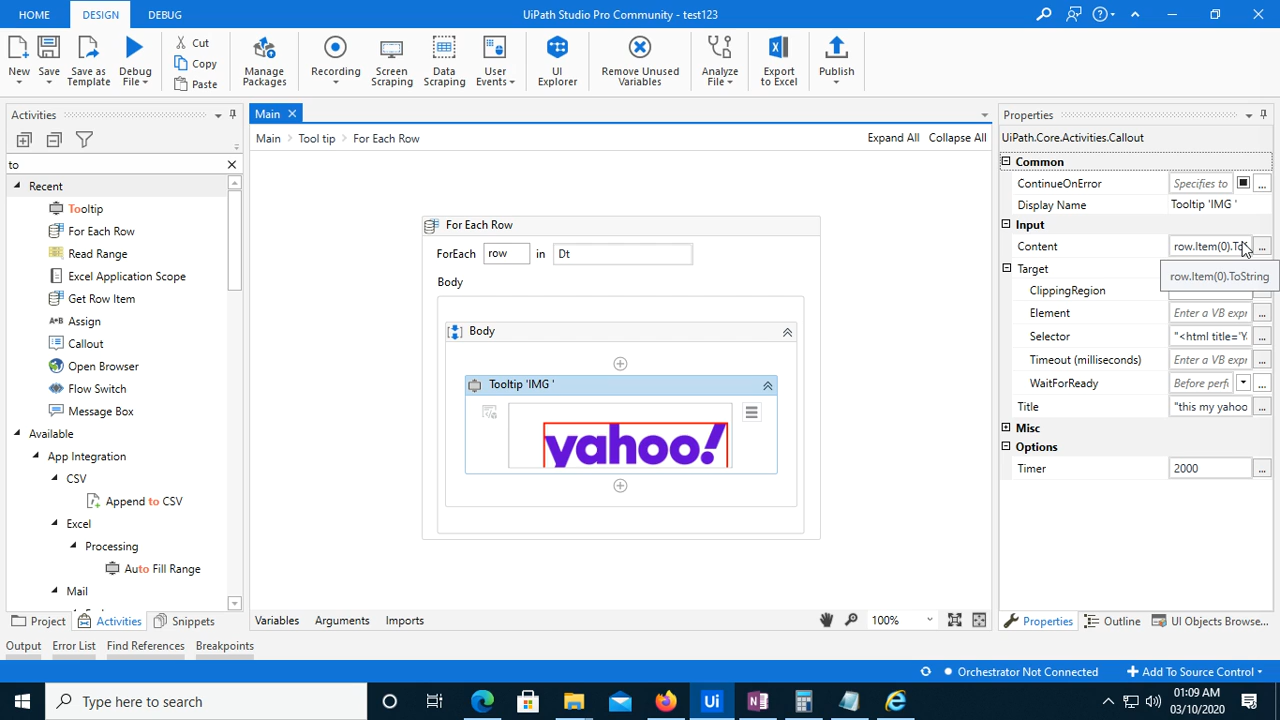 HOME DESIGN DEBUG UiPath Studio Pro Community - test123
New Save Save as Template Debug File Cut Copy Paste Manage Packages Recording Screen Scraping Data Scraping User Events UI Explorer Remove Unused Variables Analyze File Export to Excel Publish
Activities
to
Recent
Tooltip
For Each Row
Read Range
Excel Application Scope
Get Row Item
Assign
Callout
Open Browser
Flow Switch
Message Box
Available
App Integration
CSV
Append to CSV
Excel
Processing
Auto Fill Range
Mail
Project Activities Snippets
Main
Main Tool tip For Each Row Expand All Collapse All
For Each Row
ForEach row in Dt
Body
Body
Tooltip 'IMG '
yahoo!
Variables Arguments Imports 100%
Properties
UiPath.Core.Activities.Callout
Common
ContinueOnError Specifies to ...
Display Name Tooltip 'IMG '
Input
Content row.Item(0).To ...
row.Item(0).ToString
Target
ClippingRegion ...
Element Enter a VB expr ...
Selector "<html title='Y. ...
Timeout (milliseconds) Enter a VB expr ...
WaitForReady Before perf ...
Title "this my yahoo ...
Misc
Options
Timer 2000 ...
Properties Outline UI Objects Browse...
Output Error List Find References Breakpoints
Orchestrator Not Connected Add To Source Control
Type here to search Ui 01:09 AM
03/10/2020